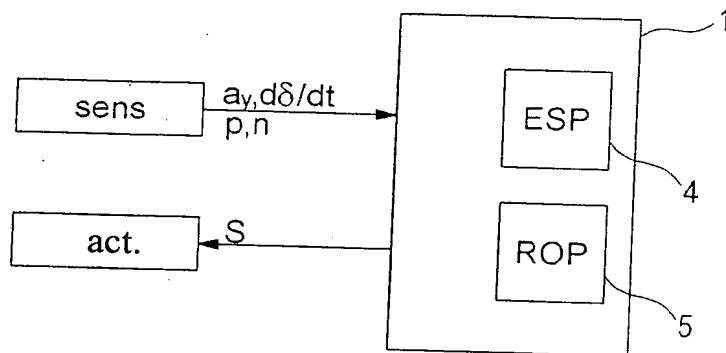 1
sens
a_y, dδ/dt
p,n
ESP
4
act.
S
ROP
5